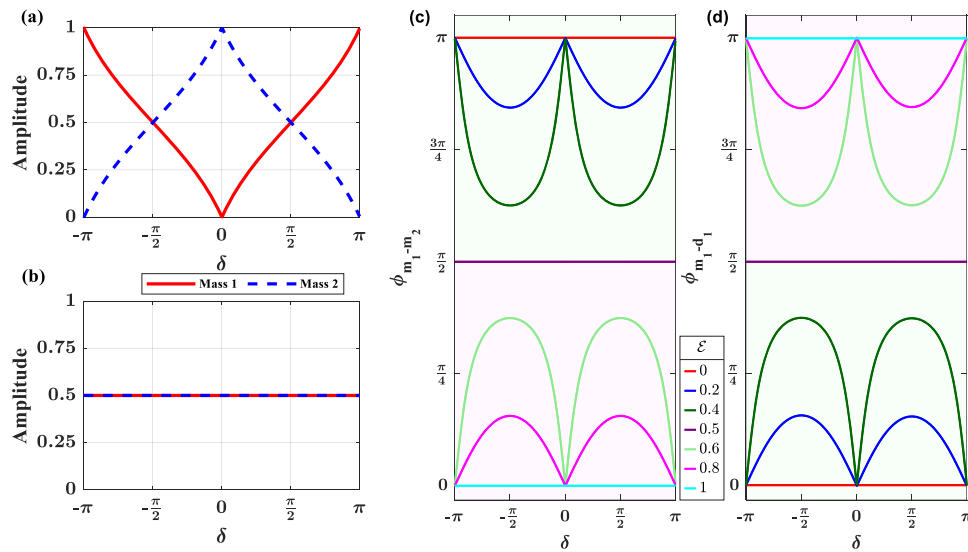 (a)
1
0.75
0.5
0.25
0
Amplitude
-π
-π/2
0
π/2
π
δ
(b)
Mass 1
Mass 2
1
0.75
0.5
0.25
0
Amplitude
-π
-π/2
0
π/2
π
δ
(c)
π
3π/4
π/2
π/4
0
ϕm₁-m₂
-π
-π/2
0
π/2
π
δ
ℰ
0
0.2
0.4
0.5
0.6
0.8
1
(d)
π
3π/4
π/2
π/4
0
ϕm₁-d₁
-π
-π/2
0
π/2
π
δ